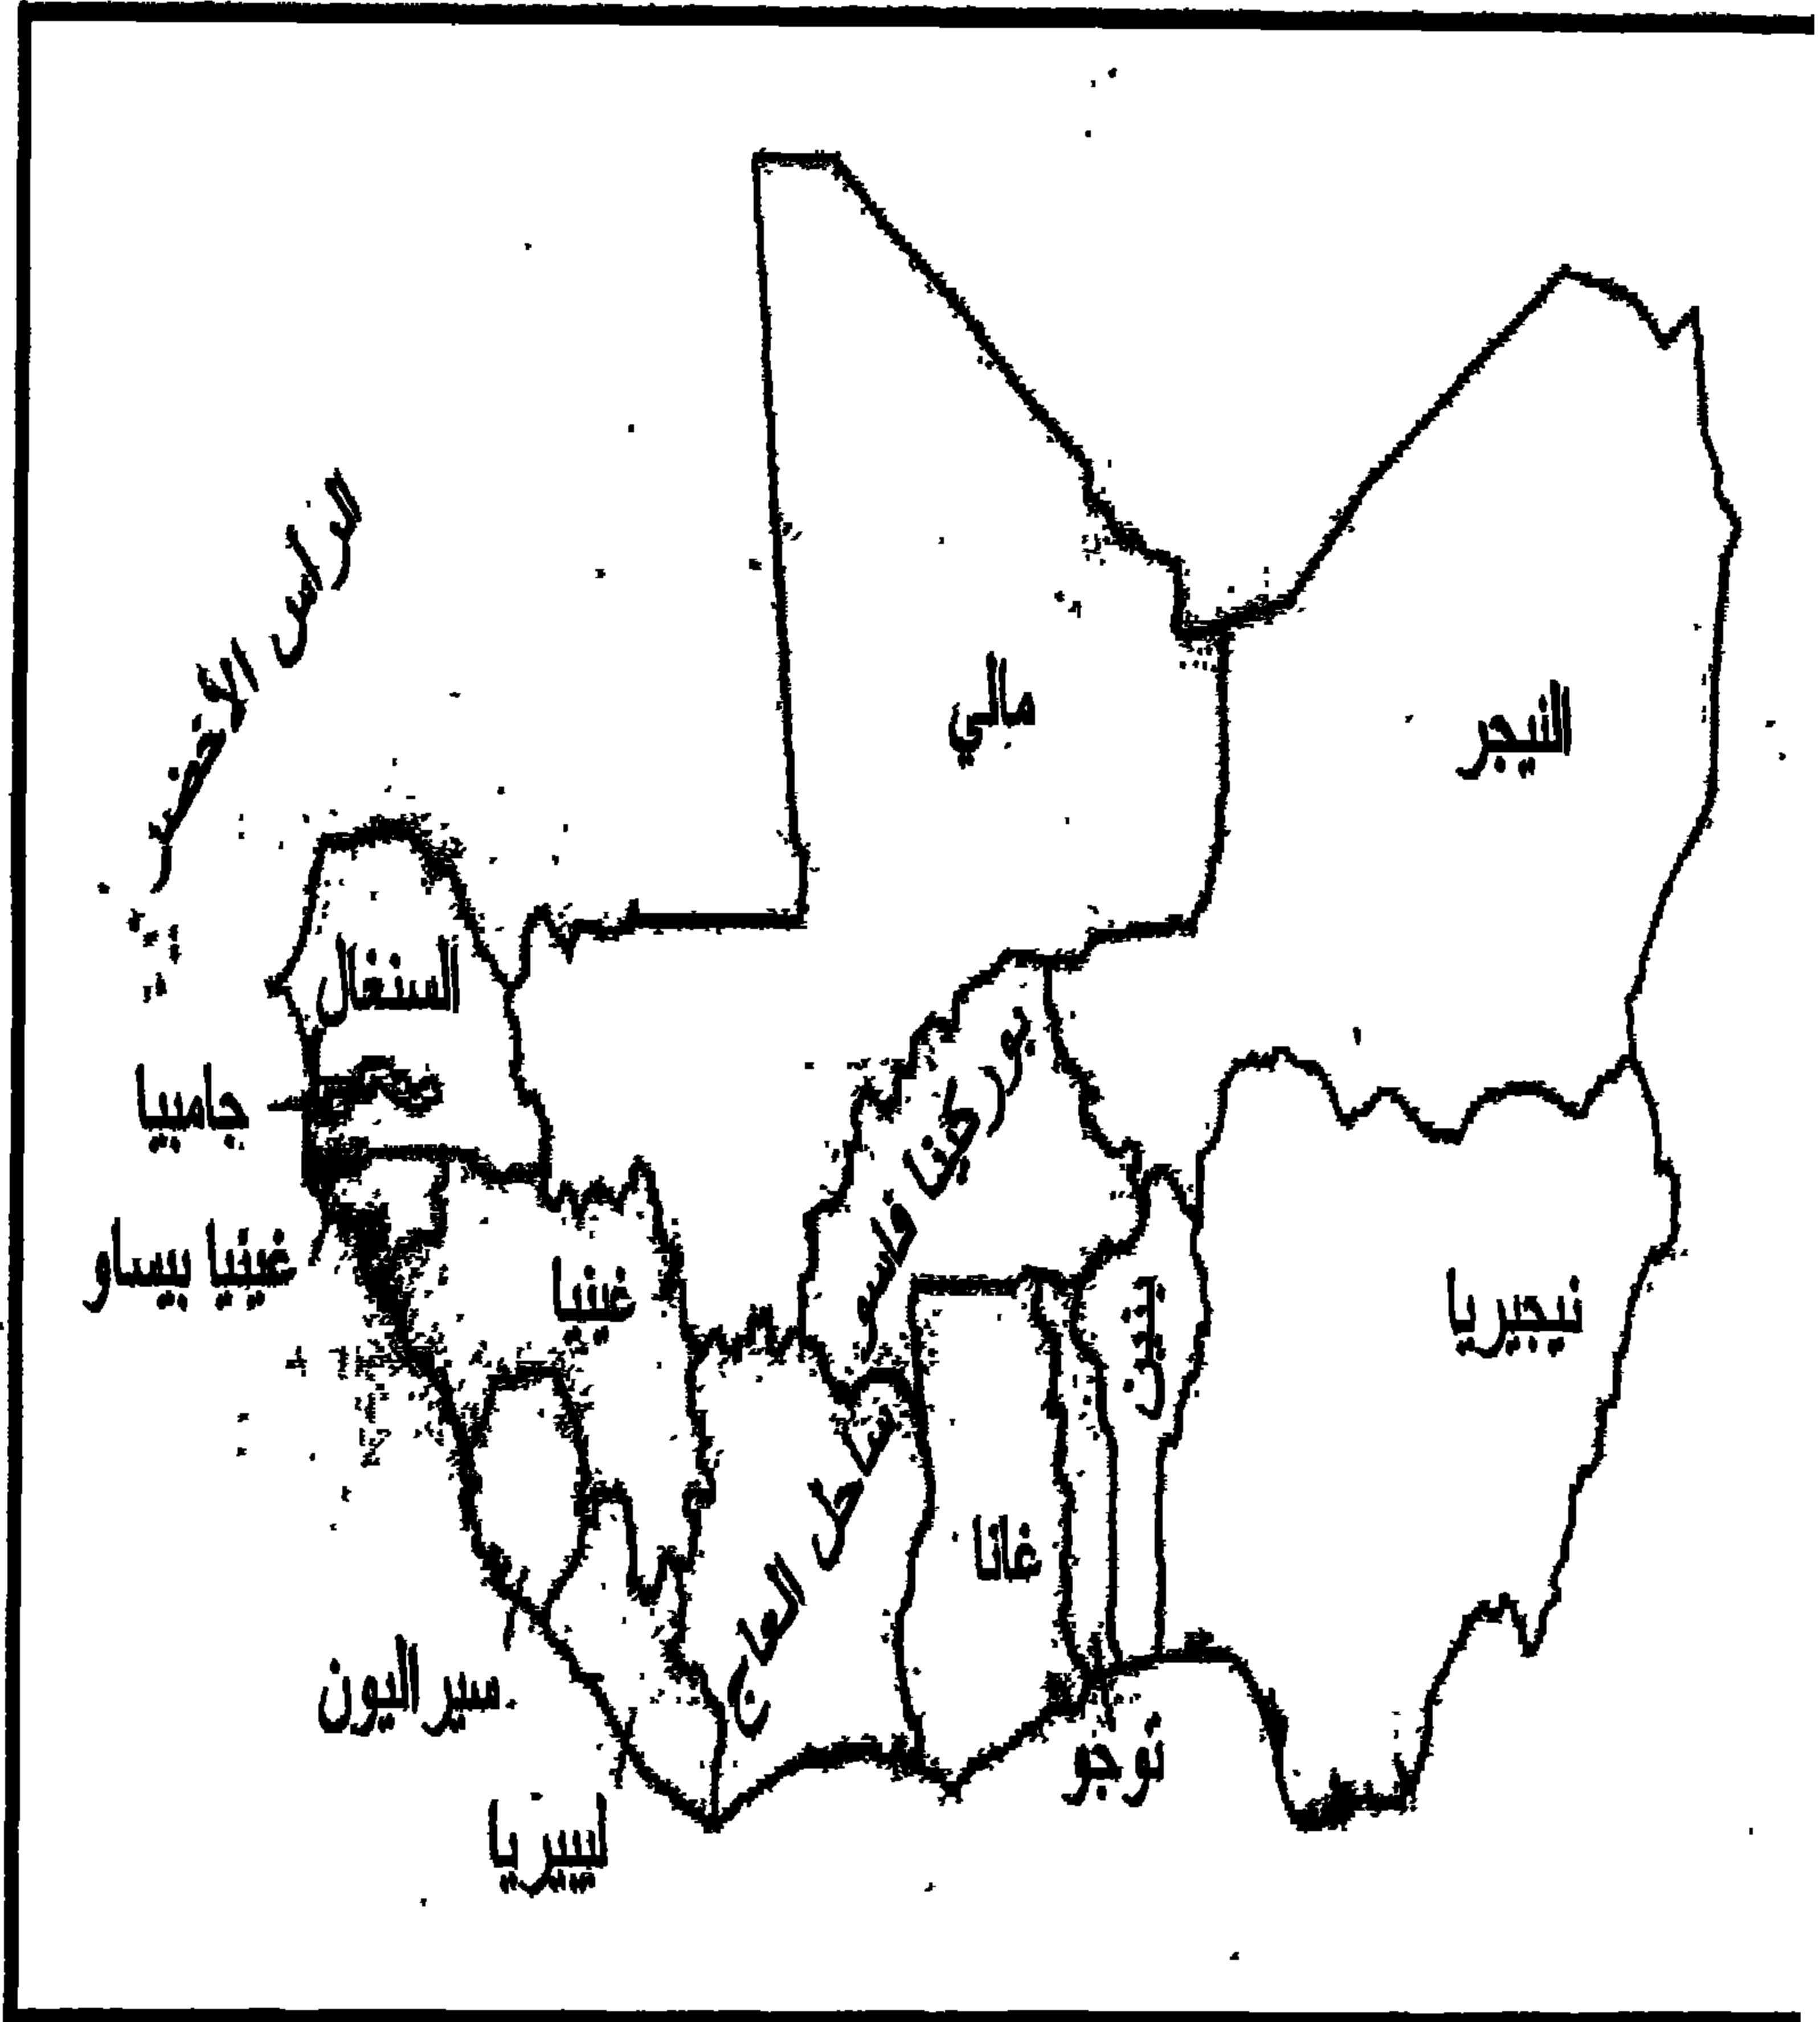 الرأس الأخضر
مالي
النيجر
السنغال
جامبيا
غينيا بيساو
غينيا
بوركينا فاسو
بنين
نيجيريا
ساحل العاج
غانا
سيراليون
توجو
ليبيريا